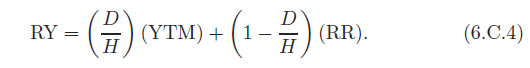 RY = (D/H) (YTM) + (1 − D/H) (RR). (6.C.4)